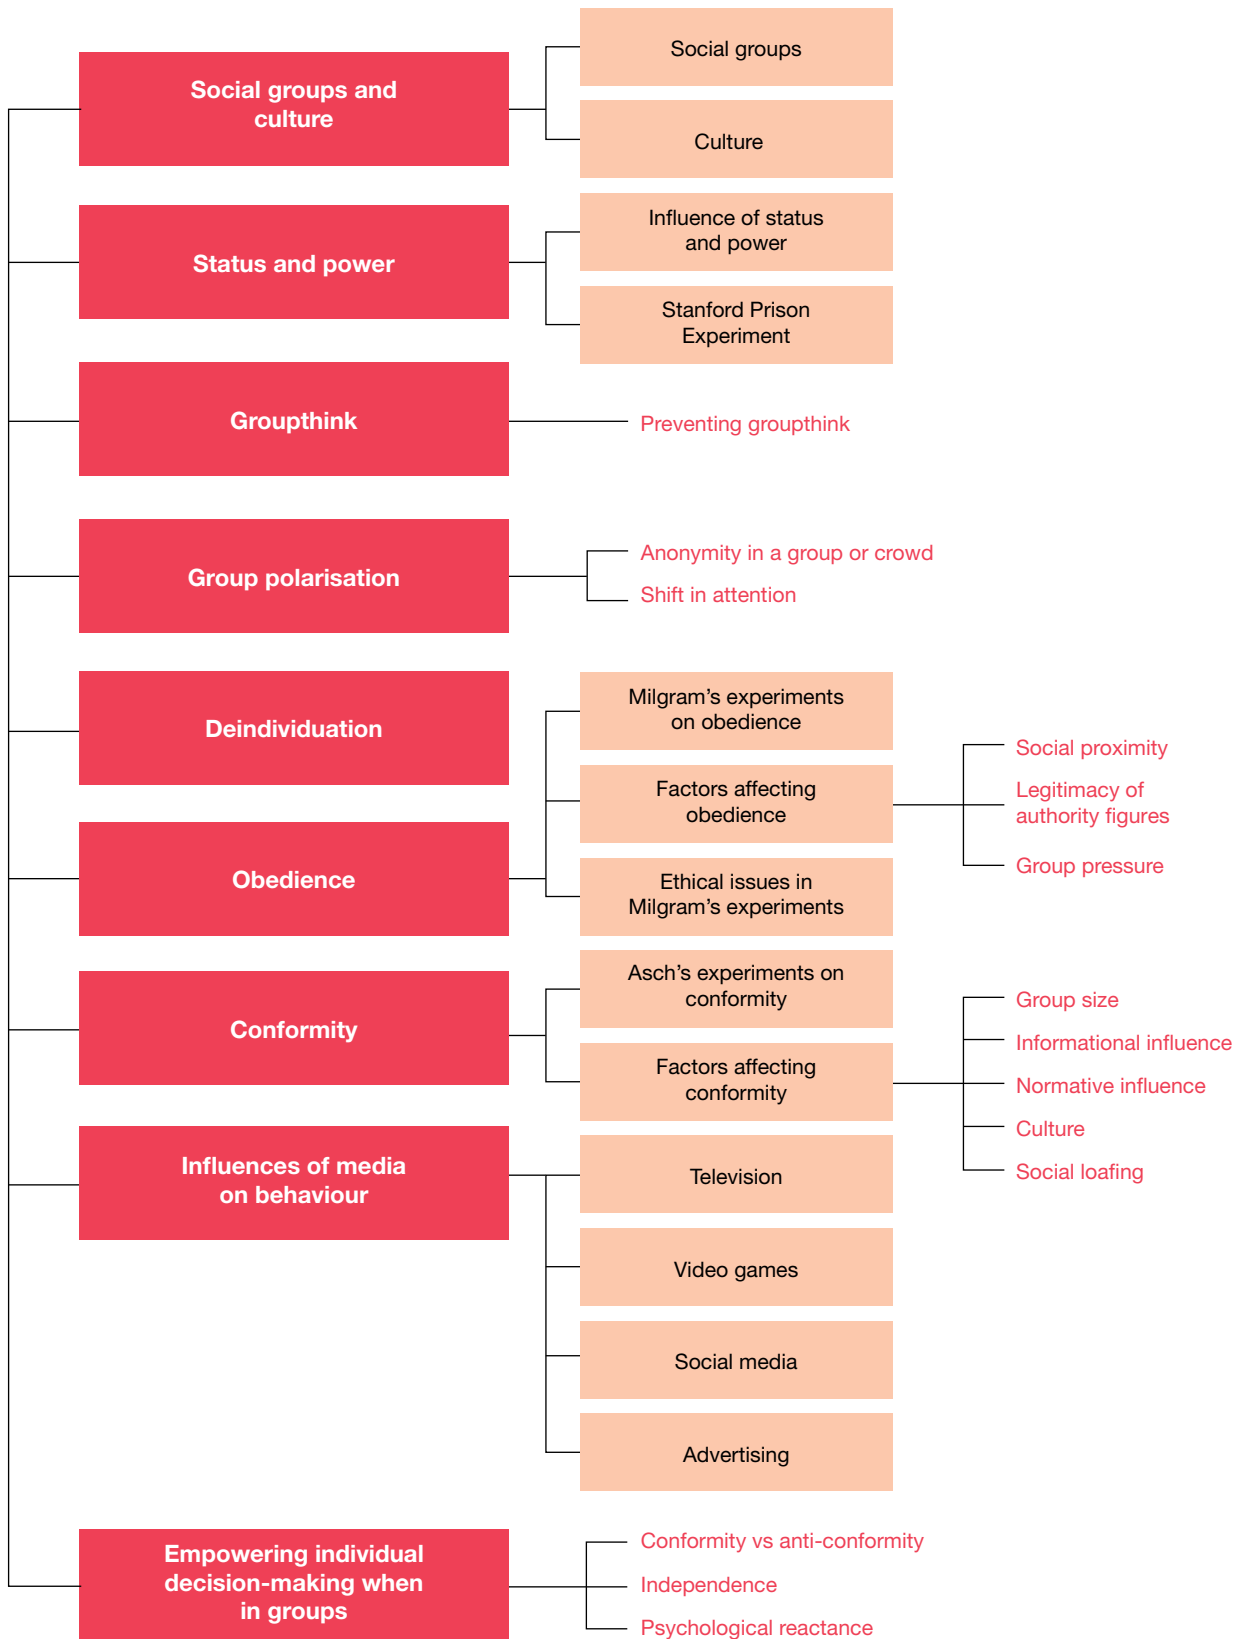 Social groups and
culture
Social groups
Culture
Status and power
Influence of status
and power
Stanford Prison
Experiment
Groupthink
Preventing groupthink
Group polarisation
Anonymity in a group or crowd
Shift in attention
Deindividuation
Obedience
Milgram’s experiments
on obedience
Factors affecting
obedience
Social proximity
Legitimacy of
authority figures
Group pressure
Ethical issues in
Milgram’s experiments
Conformity
Asch’s experiments on
conformity
Factors affecting
conformity
Group size
Informational influence
Normative influence
Culture
Social loafing
Influences of media
on behaviour
Television
Video games
Social media
Advertising
Empowering individual
decision-making when
in groups
Conformity vs anti-conformity
Independence
Psychological reactance